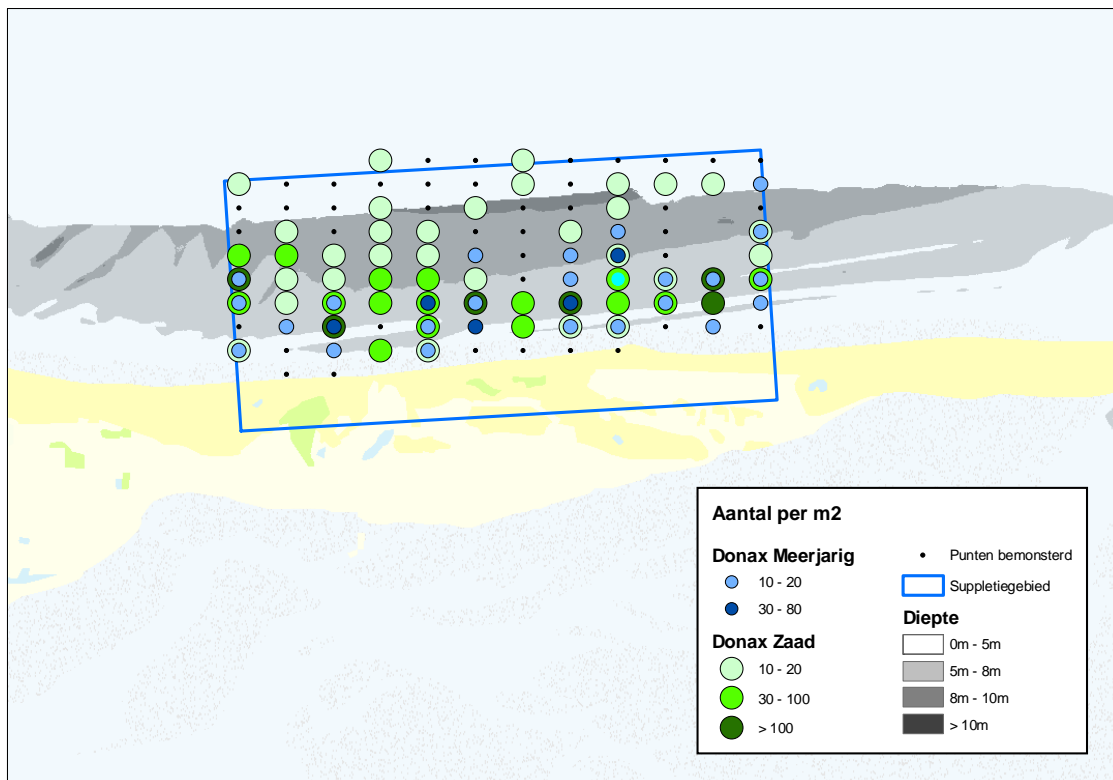 Aantal per m2
Donax Meerjarig
10 - 20
30 - 80
Donax Zaad
10 - 20
30 - 100
> 100
Punten bemonsterd
Suppletiegebied
Diepte
0m - 5m
5m - 8m
8m - 10m
> 10m